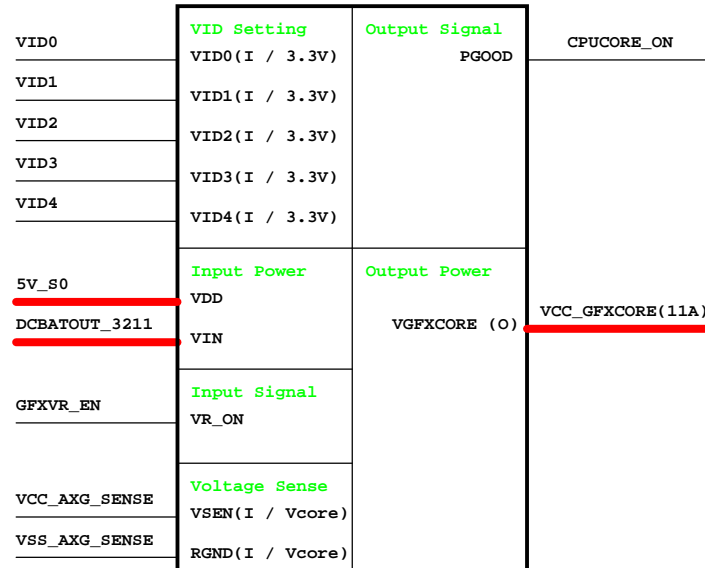 VID0
VID1
VID2
VID3
VID4
5V_S0
DCBATOUT_3211
GFXVR_EN
VCC_AXG_SENSE
VSS_AXG_SENSE
VID Setting
VID0(I / 3.3V)
VID1(I / 3.3V)
VID2(I / 3.3V)
VID3(I / 3.3V)
VID4(I / 3.3V)
Input Power
VDD
VIN
Input Signal
VR_ON
Voltage Sense
VSEN(I / Vcore)
RGND(I / Vcore)
Output Signal
PGOOD
Output Power
VGFXCORE (O)
CPUCORE_ON
VCC_GFXCORE(11A)